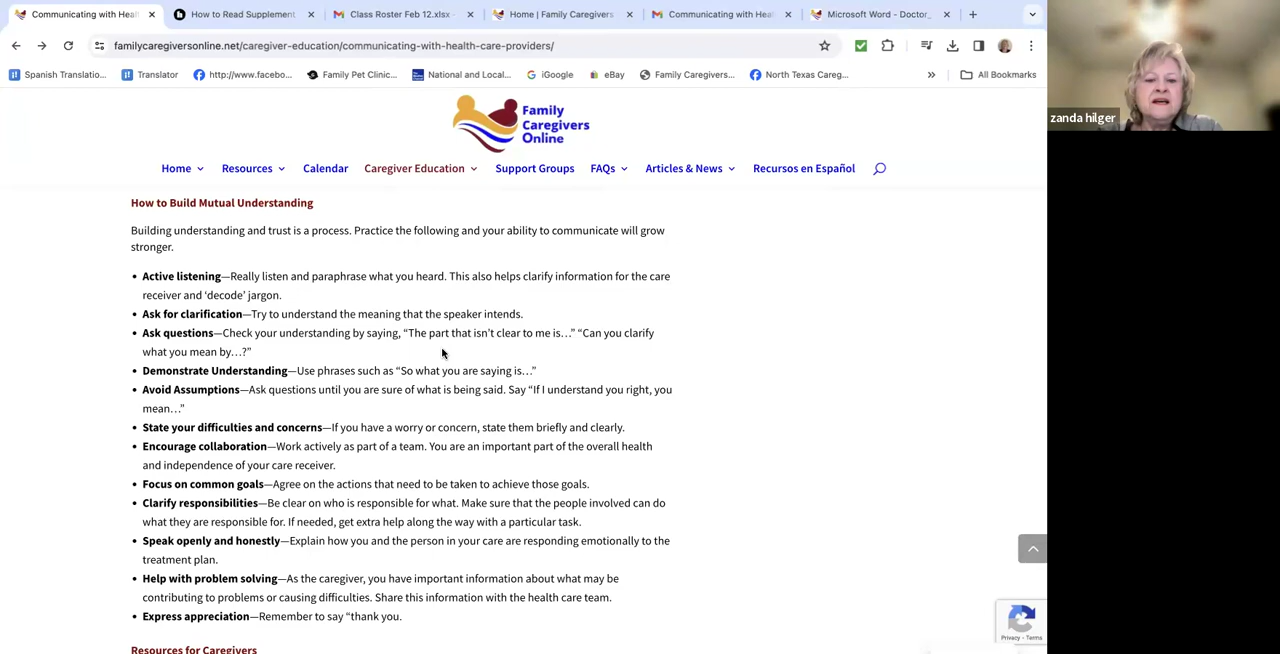 Communicating with Heal
How to Read Supplement
Class Roster Feb 12.xlsx -
Home | Family Caregivers
Communicating with Heal
Microsoft Word - Doctor_
familycaregiversonline.net/caregiver-education/communicating-with-health-care-providers/
Spanish Translatio...
Translator
http://www.facebo...
Family Pet Clinic...
National and Local...
iGoogle
eBay
Family Caregivers...
North Texas Careg...
»
All Bookmarks
zanda hilger
Family
Caregivers
Online
Home
Resources
Calendar
Caregiver Education
Support Groups
FAQs
Articles & News
Recursos en Español
How to Build Mutual Understanding
Building understanding and trust is a process. Practice the following and your ability to communicate will grow
stronger.
• Active listening—Really listen and paraphrase what you heard. This also helps clarify information for the care
receiver and ‘decode’ jargon.
• Ask for clarification—Try to understand the meaning that the speaker intends.
• Ask questions—Check your understanding by saying, “The part that isn’t clear to me is…” “Can you clarify
what you mean by…?”
• Demonstrate Understanding—Use phrases such as “So what you are saying is…”
• Avoid Assumptions—Ask questions until you are sure of what is being said. Say “If I understand you right, you
mean…”
• State your difficulties and concerns—If you have a worry or concern, state them briefly and clearly.
• Encourage collaboration—Work actively as part of a team. You are an important part of the overall health
and independence of your care receiver.
• Focus on common goals—Agree on the actions that need to be taken to achieve those goals.
• Clarify responsibilities—Be clear on who is responsible for what. Make sure that the people involved can do
what they are responsible for. If needed, get extra help along the way with a particular task.
• Speak openly and honestly—Explain how you and the person in your care are responding emotionally to the
treatment plan.
• Help with problem solving—As the caregiver, you have important information about what may be
contributing to problems or causing difficulties. Share this information with the health care team.
• Express appreciation—Remember to say “thank you.
Privacy - Terms
Resources for Caregivers